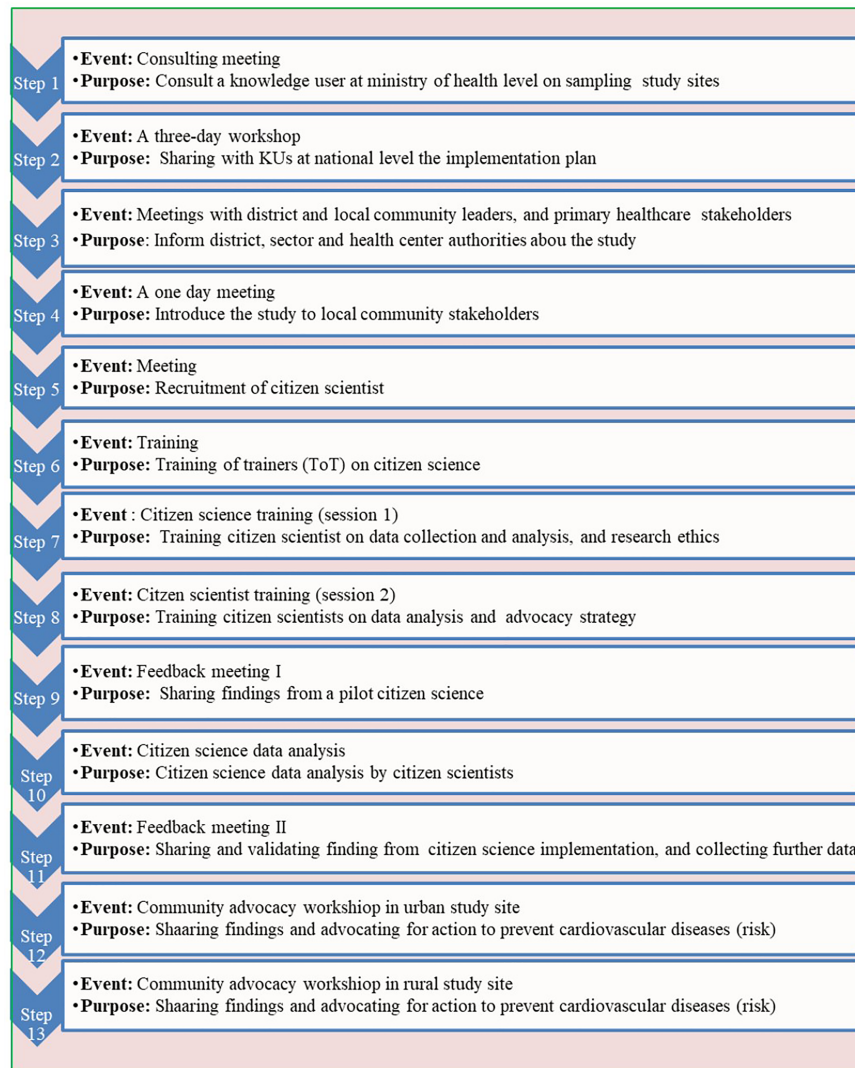 Step 1
•Event: Consulting meeting
•Purpose: Consult a knowledge user at ministry of health level on sampling study sites
Step 2
•Event: A three-day workshop
•Purpose: Sharing with KUs at national level the implementation plan
Step 3
•Event: Meetings with district and local community leaders, and primary healthcare stakeholders
•Purpose: Inform district, sector and health center authorities abou the study
Step 4
•Event: A one day meeting
•Purpose: Introduce the study to local community stakeholders
Step 5
•Event: Meeting
•Purpose: Recruitment of citizen scientist
Step 6
•Event: Training
•Purpose: Training of trainers (ToT) on citizen science
Step 7
•Event : Citizen science training (session 1)
•Purpose: Training citizen scientist on data collection and analysis, and research ethics
Step 8
•Event: Citzen scientist training (session 2)
•Purpose: Training citizen scientists on data analysis and advocacy strategy
Step 9
•Event: Feedback meeting I
•Purpose: Sharing findings from a pilot citizen science
Step
10
•Event: Citizen science data analysis
•Purpose: Citizen science data analysis by citizen scientists
Step
11
•Event: Feedback meeting II
•Purpose: Sharing and validating finding from citizen science implementation, and collecting further data
Step
12
•Event: Community advocacy workshiop in urban study site
•Purpose: Shaaring findings and advocating for action to prevent cardiovascular diseases (risk)
Step
13
•Event: Community advocacy workshiop in rural study site
•Purpose: Shaaring findings and advocating for action to prevent cardiovascular diseases (risk)